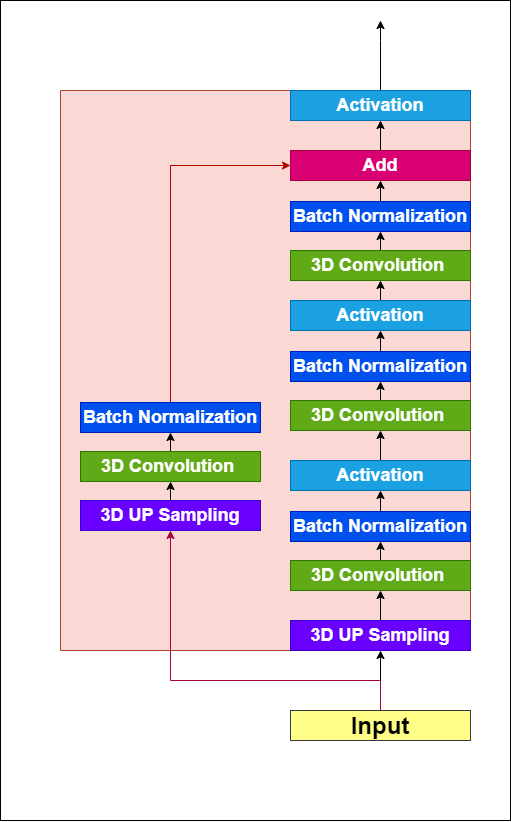 Activation
Add
Batch Normalization
3D Convolution
Activation
Batch Normalization
3D Convolution
Activation
Batch Normalization
3D Convolution
3D UP Sampling
Batch Normalization
3D Convolution
3D UP Sampling
Input